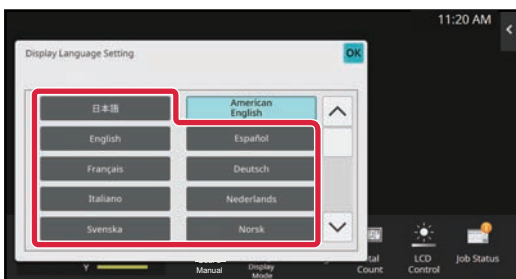 11:20 AM
Display Language Setting
OK
日本語
American
English
English
Español
Français
Deutsch
Italiano
Nederlands
Svenska
Norsk
Y
Manual
Display
Mode
Count
LCD
Control
Job Status